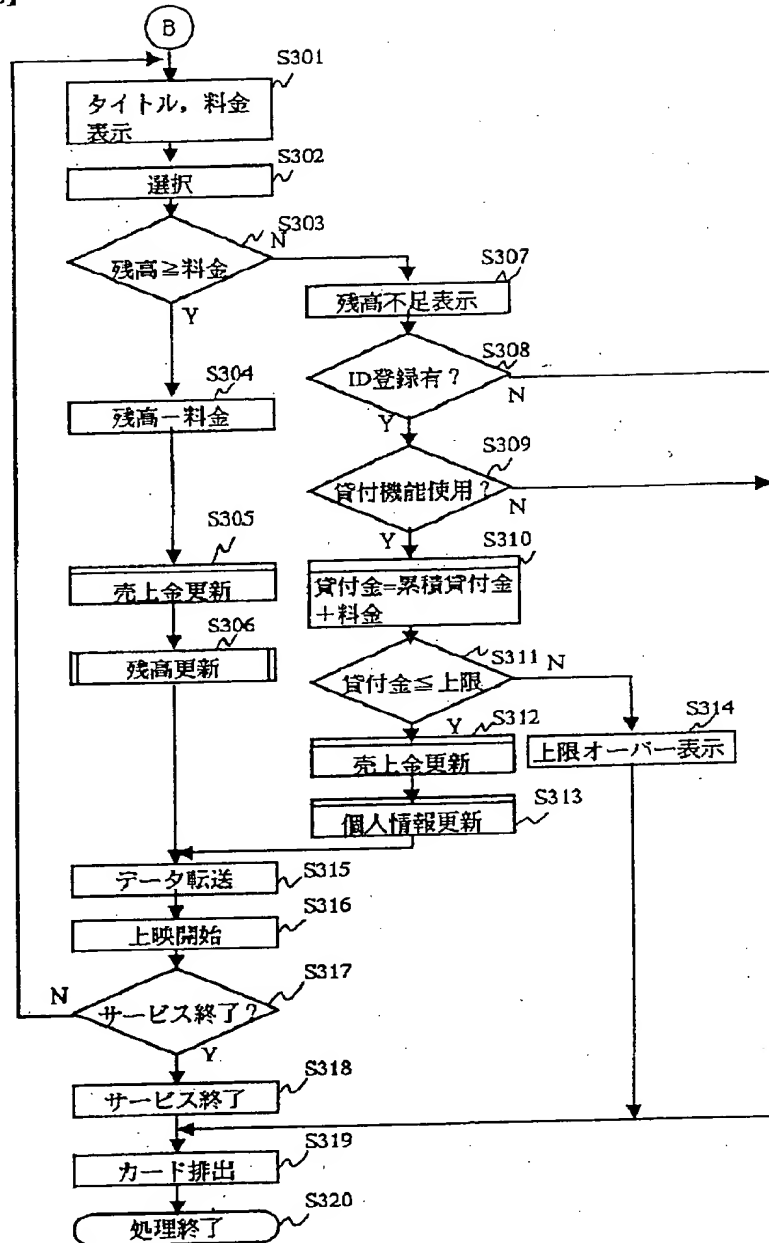 】
B
S301
タイトル，料金
表示
S302
選択
S303
残高≧料金
N
Y
S304
残高－料金
S305
売上金更新
S306
残高更新
S307
残高不足表示
S308
ID登録有？
N
Y
S309
貸付機能使用？
N
Y
S310
貸付金=累積貸付金
＋料金
S311
貸付金≦上限
N
Y
S312
売上金更新
S313
個人情報更新
S314
上限オーバー表示
S315
データ転送
S316
上映開始
S317
サービス終了？
N
Y
S318
サービス終了
S319
カード排出
S320
処理終了